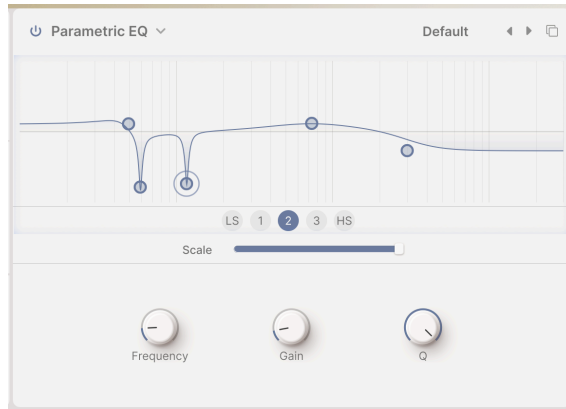 Parametric EQ Default
LS 1 2 3 HS
Scale
Frequency Gain Q